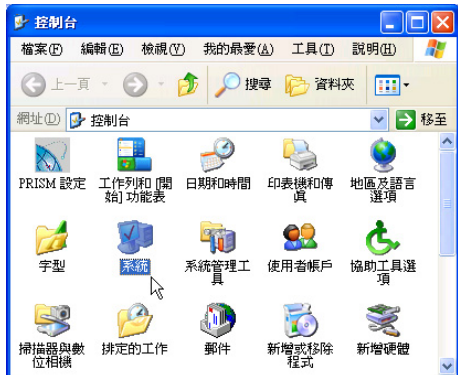 控制台
檔案(F) 編輯(E) 檢視(V) 我的最愛(A) 工具(T) 說明(H)
上一頁 搜尋 資料夾
網址(D) 控制台 移至
PRISM 設定 工作列和 [開始] 功能表 日期和時間 印表機和傳真 地區及語言選項
字型 系統 系統管理工具 使用者帳戶 協助工具選項
掃描器與數位相機 排定的工作 郵件 新增或移除程式 新增硬體